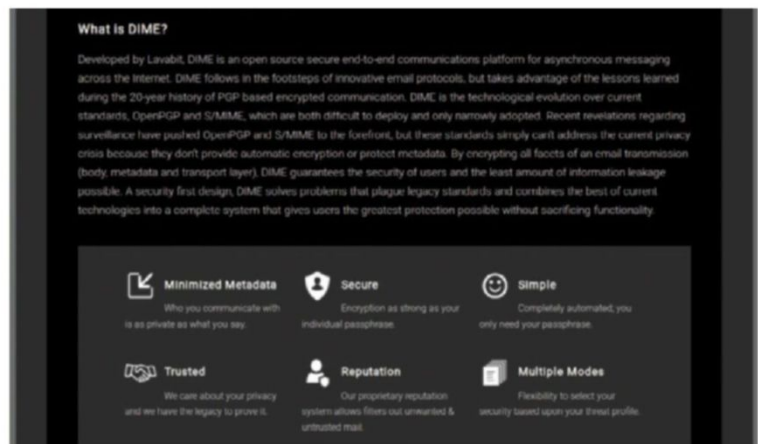 What is DIME?
Developed by Lavabit, DIME is an open source secure end-to-end communications platform for asynchronous messaging
across the Internet. DIME follows in the footsteps of innovative email protocols, but takes advantage of the lessons learned
during the 20-year history of PGP based encrypted communication. DIME is the technological evolution over current
standards, OpenPGP and S/MIME, which are both difficult to deploy and only narrowly adopted. Recent revelations regarding
surveillance have pushed OpenPGP and S/MIME to the forefront, but these standards simply can't address the current privacy
crisis because they don't provide automatic encryption or protect metadata. By encrypting all facets of an email transmission
(body, metadata and transport layer), DIME guarantees the security of users and the least amount of information leakage
possible. A security first design, DIME solves problems that plague legacy standards and combines the best of current
technologies into a complete system that gives users the greatest protection possible without sacrificing functionality.
Minimized Metadata
Who you communicate with
is as private as what you say.
Secure
Encryption as strong as your
individual passphrase.
Simple
Completely automated; you
only need your passphrase.
Trusted
We care about your privacy
and we have the legacy to prove it.
Reputation
Our proprietary reputation
system allows filters out unwanted &
untrusted mail.
Multiple Modes
Flexibility to select your
security based upon your threat profile.